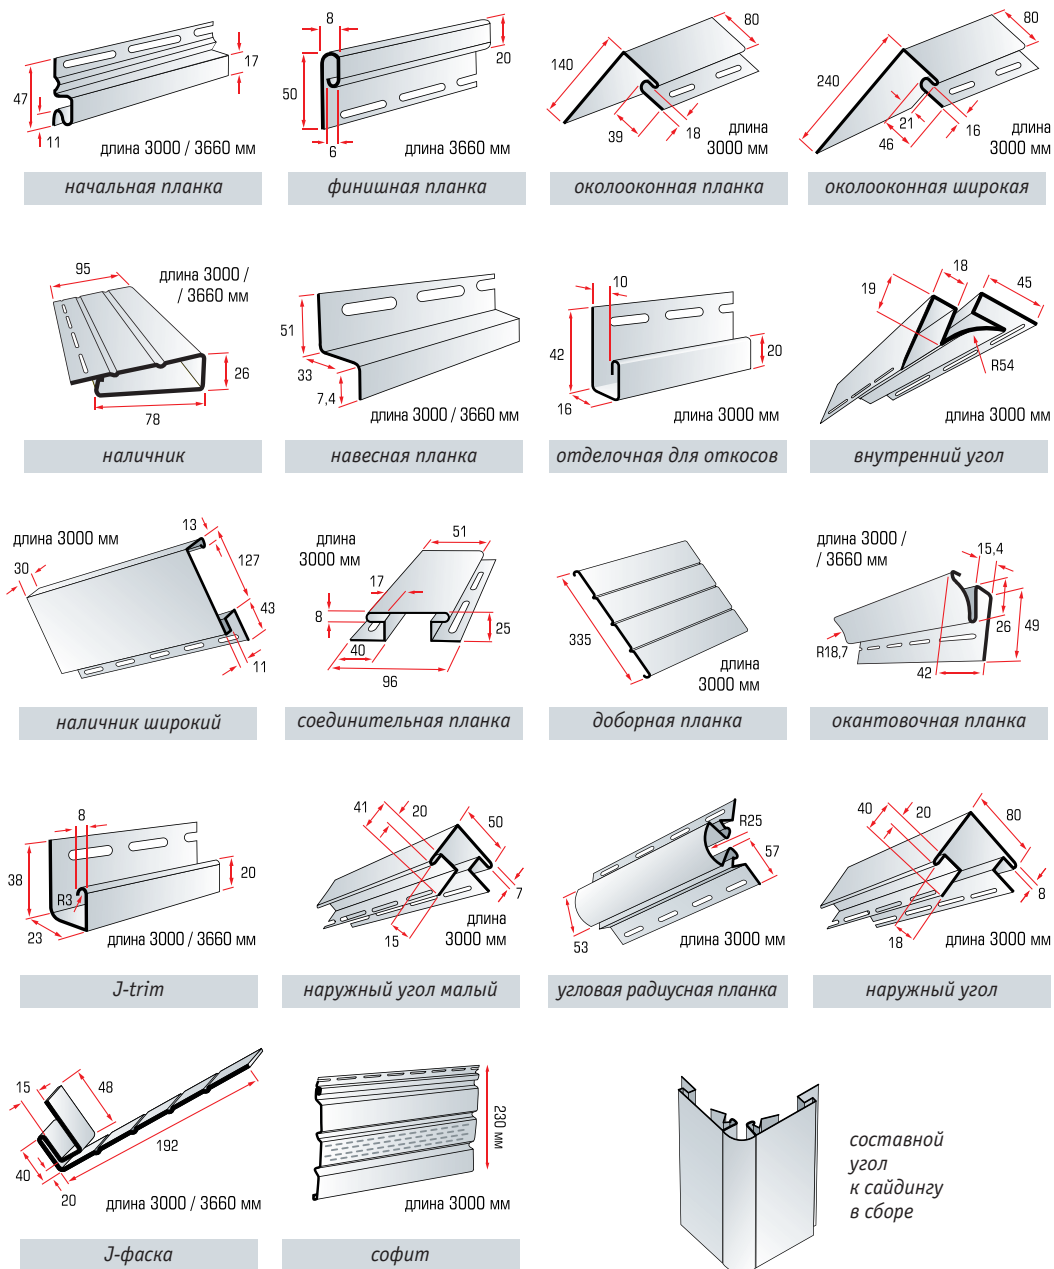 8
47
17
11
длина 3000 / 3660 мм
начальная планка
50
20
6
длина 3660 мм
финишная планка
80
140
39
18
длина
3000 мм
околооконная планка
80
240
21
46
16
длина
3000 мм
околооконная широкая
95
длина 3000 /
/ 3660 мм
26
78
наличник
51
33
7,4
длина 3000 / 3660 мм
навесная планка
10
42
20
16
длина 3000 мм
отделочная для откосов
18
19
45
R54
длина 3000 мм
внутренний угол
13
длина 3000 мм
30
127
43
11
наличник широкий
длина
3000 мм
51
17
8
25
40
96
соединительная планка
335
длина
3000 мм
доборная планка
длина 3000 /
/ 3660 мм
15,4
26
49
R18,7
42
окантовочная планка
8
38
20
R3
23
длина 3000 / 3660 мм
J-trim
41
20
50
7
15
длина
3000 мм
наружный угол малый
R25
57
53
длина 3000 мм
угловая радиусная планка
40
20
80
8
18
длина 3000 мм
наружный угол
15
48
192
40
20
длина 3000 / 3660 мм
J-фаска
230 мм
длина 3000 мм
софит
составной
угол
к сайдингу
в сборе